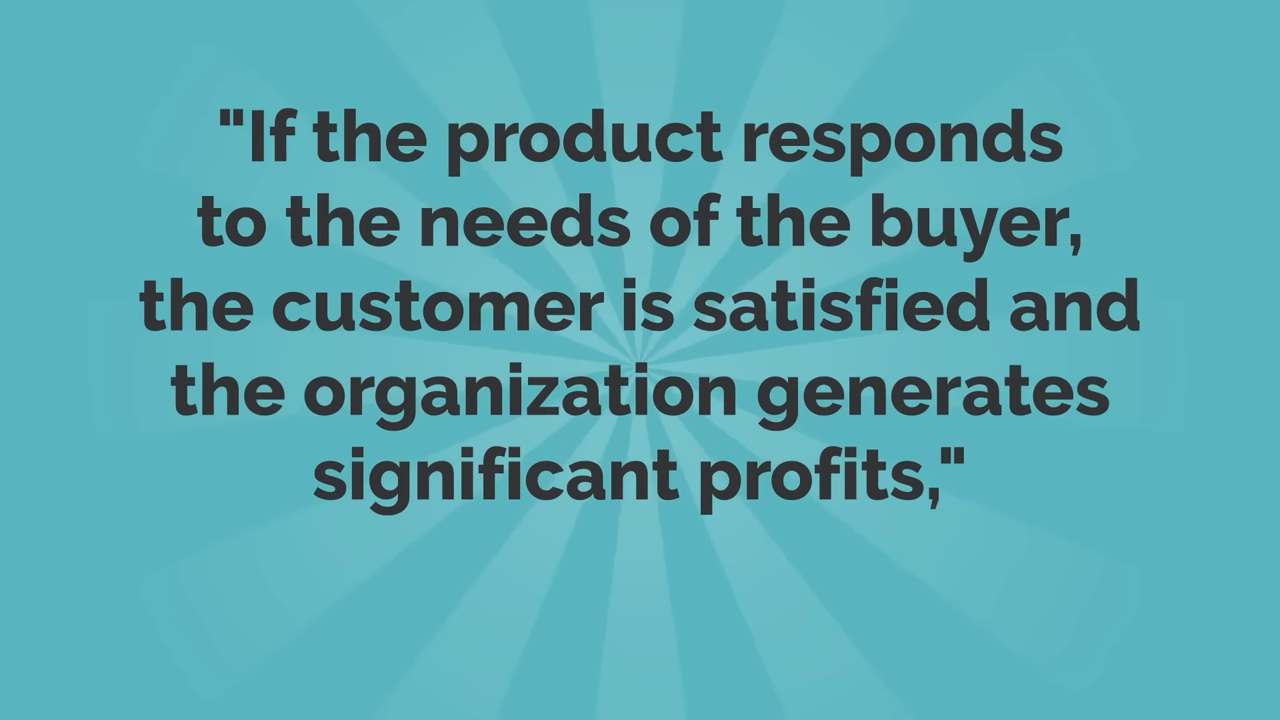 "If the product responds
to the needs of the buyer,
the customer is satisfied and
the organization generates
significant profits,"